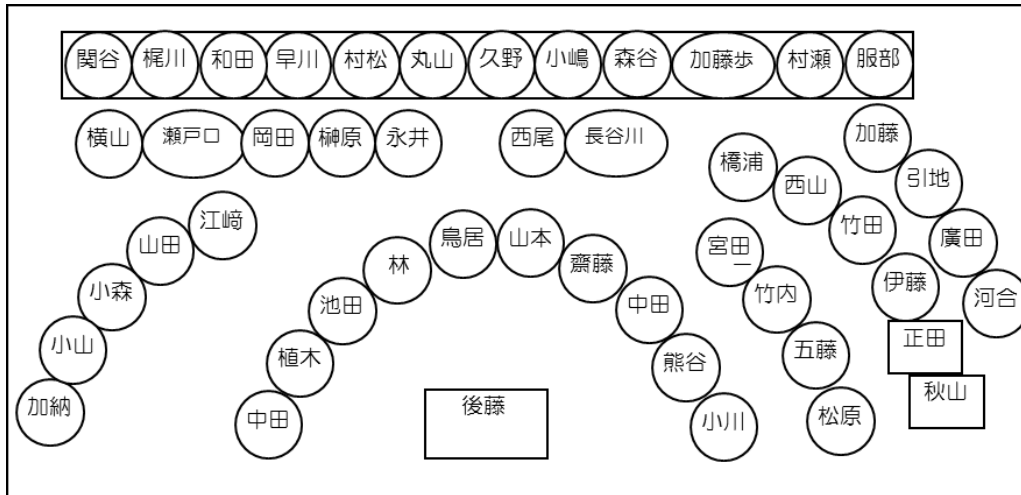 関谷 梶川 和田 早川 村松 丸山 久野 小嶋 森谷 加藤歩 村瀬 服部
横山 瀬戸口 岡田 榊原 永井 西尾 長谷川
加藤
引地
廣田
河合
橋浦
西山
竹田
伊藤
正田
秋山
江﨑
山田
小森
小山
加納
中田
植木
池田
林
鳥居
山本
齋藤
中田
熊谷
小川
宮田
竹内
五藤
松原
後藤